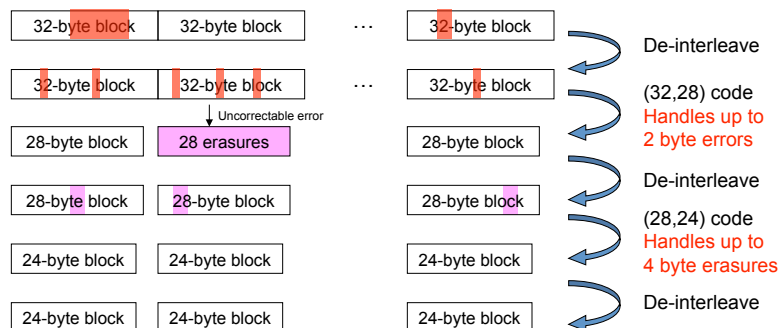 32-byte block 32-byte block ... 32-byte block
De-interleave
32-byte block 32-byte block ... 32-byte block
(32,28) code
Handles up to
2 byte errors
Uncorrectable error
28-byte block 28 erasures 28-byte block
De-interleave
28-byte block 28-byte block 28-byte block
(28,24) code
Handles up to
4 byte erasures
24-byte block 24-byte block 24-byte block
De-interleave
24-byte block 24-byte block 24-byte block